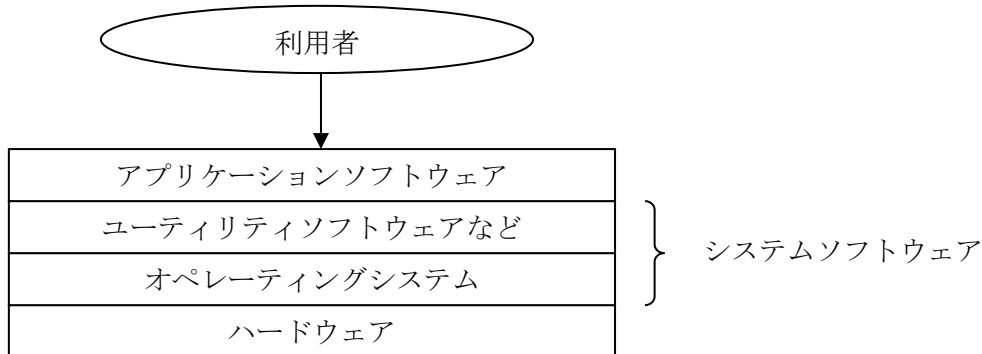 利用者
アプリケーションソフトウェア
ユーティリティソフトウェアなど
システムソフトウェア
オペレーティングシステム
ハードウェア